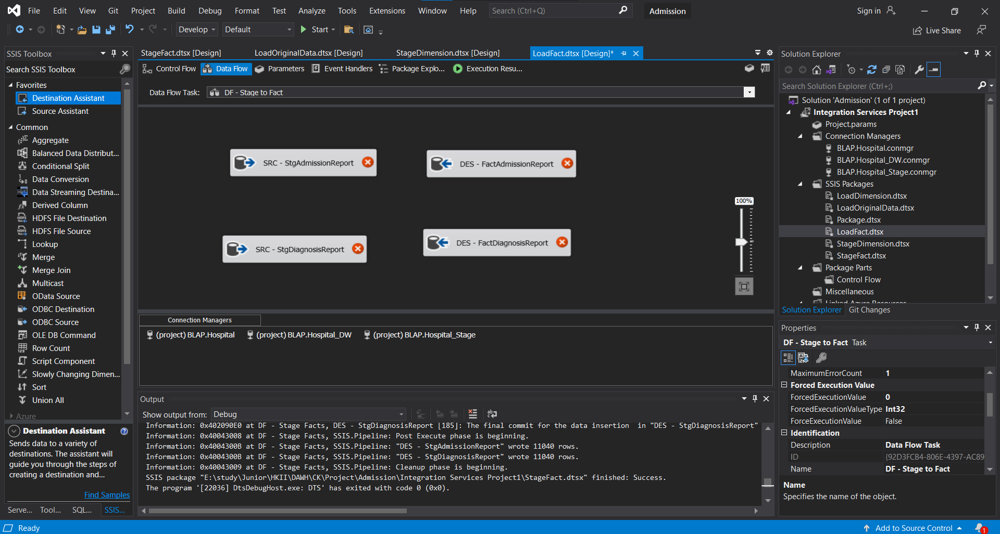 File Edit View Git Project Build Debug Format Test Analyze Tools Extensions Window Help Search (Ctrl+Q) Admission Sign in
Develop Default Start Live Share
SSIS Toolbox
Search SSIS Toolbox
Favorites
Destination Assistant
Source Assistant
Common
Aggregate
Balanced Data Distribut...
Conditional Split
Data Conversion
Data Streaming Destina...
Derived Column
HDFS File Destination
HDFS File Source
Lookup
Merge
Merge Join
Multicast
OData Source
ODBC Destination
ODBC Source
OLE DB Command
Row Count
Script Component
Slowly Changing Dimen...
Sort
Union All
Azure
Destination Assistant
Sends data to a variety of
destinations. The assistant will
guide you through the steps of
creating a destination and...
Find Samples
Serve... Tool... SQL... SSIS...
StageFact.dtsx [Design] LoadOriginalData.dtsx [Design] StageDimension.dtsx [Design] LoadFact.dtsx [Design]*
Control Flow Data Flow Parameters Event Handlers Package Explo... Execution Resu...
Data Flow Task: DF - Stage to Fact
SRC - StgAdmissionReport DES - FactAdmissionReport
SRC - StgDiagnosisReport DES - FactDiagnosisReport
100%
Connection Managers
(project) BLAP.Hospital (project) BLAP.Hospital_DW (project) BLAP.Hospital_Stage
Output
Show output from: Debug
Information: 0x402090E0 at DF - Stage Facts, DES - StgDiagnosisReport [185]: The final commit for the data insertion  in "DES - StgDiagnosisReport"
Information: 0x40043008 at DF - Stage Facts, SSIS.Pipeline: Post Execute phase is beginning.
Information: 0x4004300B at DF - Stage Facts, SSIS.Pipeline: "DES - StgAdmissionReport" wrote 11040 rows.
Information: 0x4004300B at DF - Stage Facts, SSIS.Pipeline: "DES - StgDiagnosisReport" wrote 11040 rows.
Information: 0x40043009 at DF - Stage Facts, SSIS.Pipeline: Cleanup phase is beginning.
SSIS package "E:\study\Junior\HKII\DAWH\CK\Project\Admission\Integration Services Project1\StageFact.dtsx" finished: Success.
The program '[22036] DtsDebugHost.exe: DTS' has exited with code 0 (0x0).
Solution Explorer
Search Solution Explorer (Ctrl+;)
Solution 'Admission' (1 of 1 project)
Integration Services Project1
Project.params
Connection Managers
BLAP.Hospital.conmgr
BLAP.Hospital_DW.conmgr
BLAP.Hospital_Stage.conmgr
SSIS Packages
LoadDimension.dtsx
LoadOriginalData.dtsx
Package.dtsx
LoadFact.dtsx
StageDimension.dtsx
StageFact.dtsx
Package Parts
Control Flow
Miscellaneous
Linked Azure Resources
Solution Explorer Git Changes
Properties
DF - Stage to Fact Task
MaximumErrorCount 1
Forced Execution Value
ForcedExecutionValue 0
ForcedExecutionValueType Int32
ForceExecutionValue False
Identification
Description Data Flow Task
ID {92D3FCB4-806E-4397-AC89
Name DF - Stage to Fact
Name
Specifies the name of the object.
Ready Add to Source Control 1